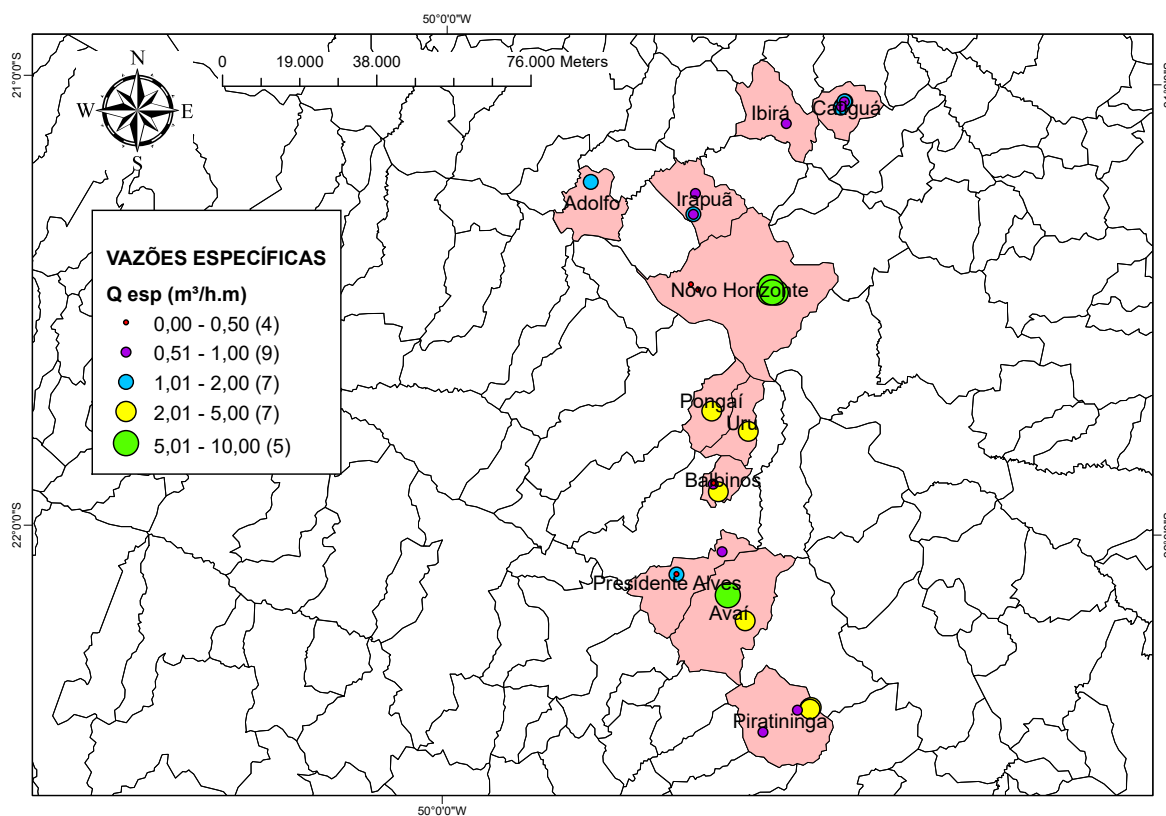 50°0'0"W
0 19.000 38.000 76.000 Meters
N
W E
S
21°0'0"S
Ibirá
Catiguá
Adolfo
Irapuã
VAZÕES ESPECÍFICAS
Q esp (m³/h.m)
0,00 - 0,50 (4)
0,51 - 1,00 (9)
1,01 - 2,00 (7)
2,01 - 5,00 (7)
5,01 - 10,00 (5)
Novo Horizonte
Pongaí
Uru
Balbinos
22°0'0"S
Presidente Alves
Avaí
Piratininga
50°0'0"W